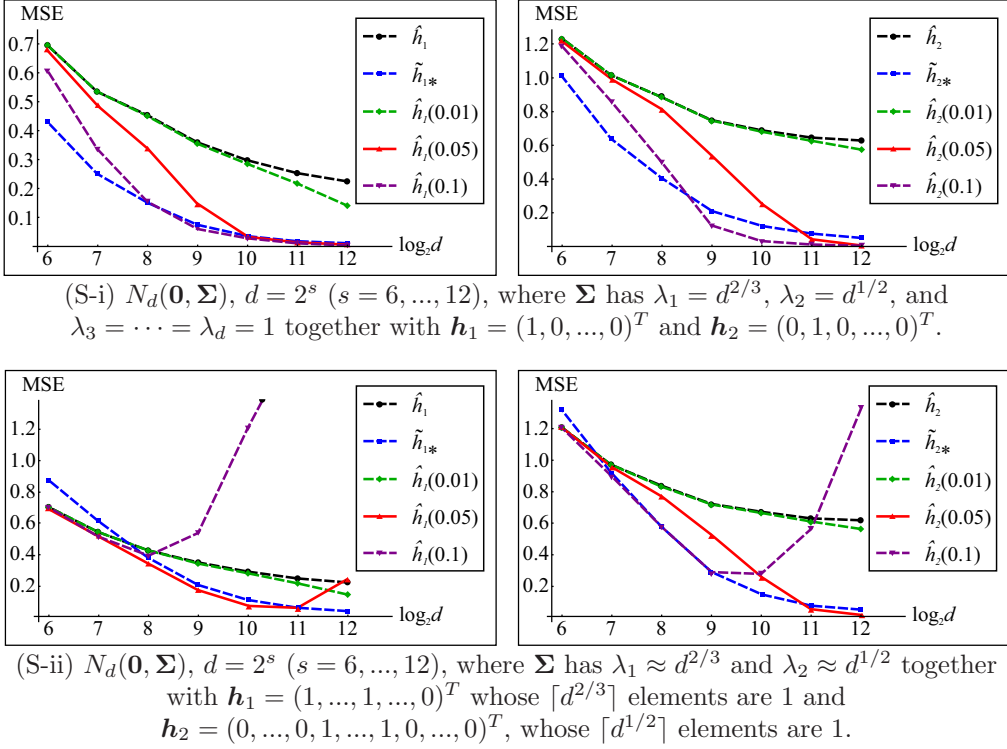 MSE
ĥ₁
h̃₁*
ĥ₁(0.01)
ĥ₁(0.05)
ĥ₁(0.1)
0.7
0.6
0.5
0.4
0.3
0.2
0.1
6 7 8 9 10 11 12
log₂d
MSE
ĥ₂
h̃₂*
ĥ₂(0.01)
ĥ₂(0.05)
ĥ₂(0.1)
1.2
1.0
0.8
0.6
0.4
0.2
6 7 8 9 10 11 12
log₂d
(S-i) N_d(0, Σ), d = 2^s (s = 6, ..., 12), where Σ has λ₁ = d^{2/3}, λ₂ = d^{1/2}, and
λ₃ = ··· = λ_d = 1 together with h₁ = (1, 0, ..., 0)^T and h₂ = (0, 1, 0, ..., 0)^T.
MSE
ĥ₁
h̃₁*
ĥ₁(0.01)
ĥ₁(0.05)
ĥ₁(0.1)
1.2
1.0
0.8
0.6
0.4
0.2
6 7 8 9 10 11 12
log₂d
MSE
ĥ₂
h̃₂*
ĥ₂(0.01)
ĥ₂(0.05)
ĥ₂(0.1)
1.2
1.0
0.8
0.6
0.4
0.2
6 7 8 9 10 11 12
log₂d
(S-ii) N_d(0, Σ), d = 2^s (s = 6, ..., 12), where Σ has λ₁ ≈ d^{2/3} and λ₂ ≈ d^{1/2} together
with h₁ = (1, ..., 1, ..., 0)^T whose ⌈d^{2/3}⌉ elements are 1 and
h₂ = (0, ..., 0, 1, ..., 1, 0, ..., 0)^T, whose ⌈d^{1/2}⌉ elements are 1.